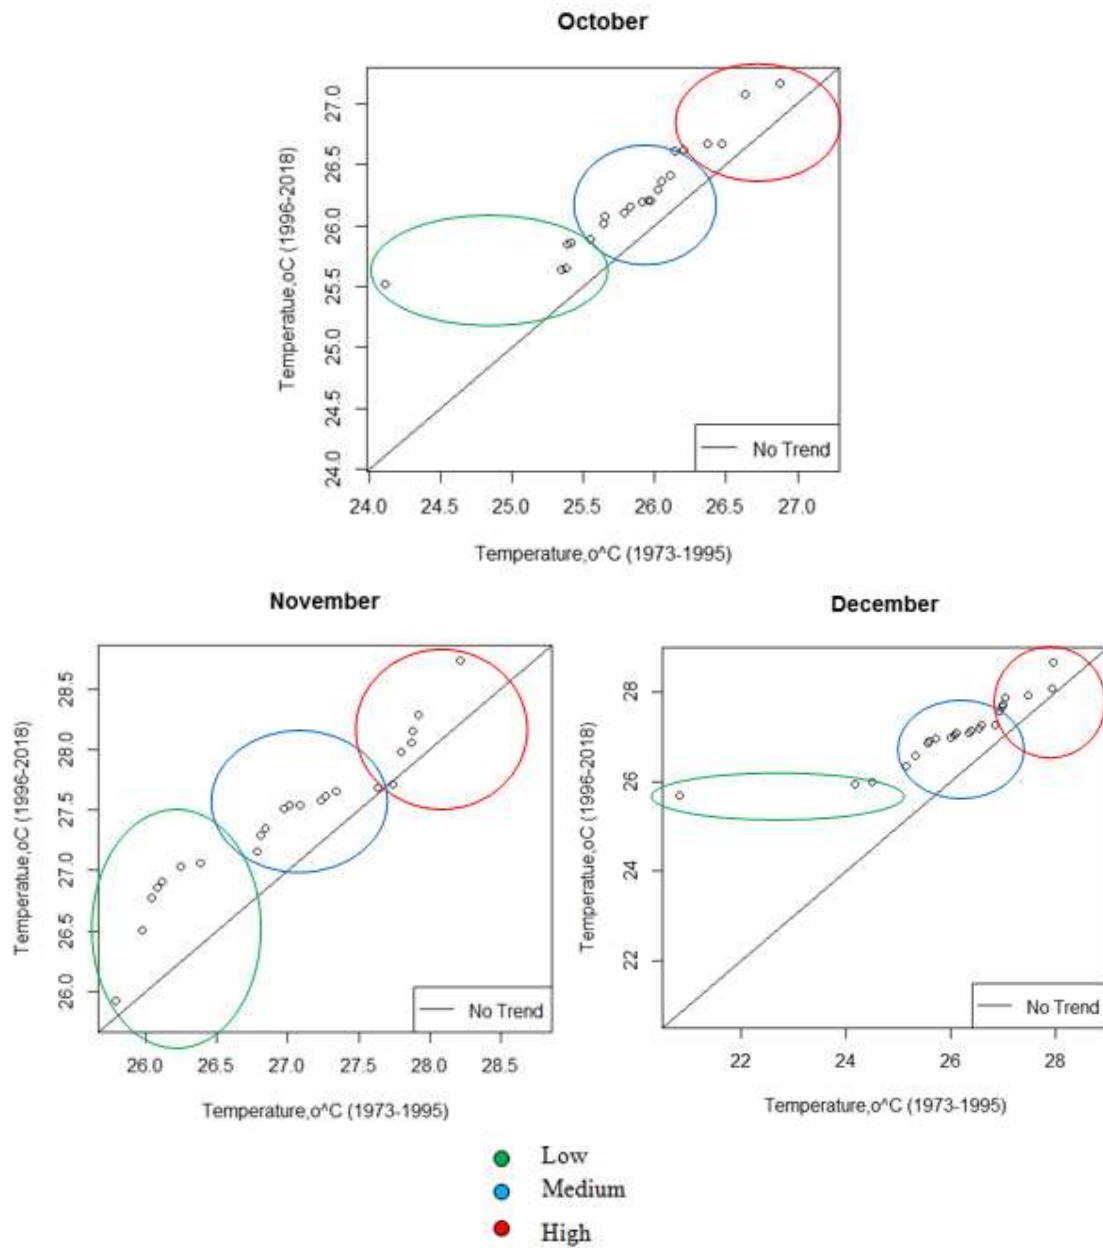 October
Temperatue,oC (1996-2018)
27.0
26.5
26.0
25.5
25.0
24.5
24.0
No Trend
24.0 24.5 25.0 25.5 26.0 26.5 27.0
Temperature,o^C (1973-1995)
November
Temperatue,oC (1996-2018)
28.5
28.0
27.5
27.0
26.5
26.0
No Trend
26.0 26.5 27.0 27.5 28.0 28.5
Temperature,o^C (1973-1995)
December
Temperatue,oC (1996-2018)
28
26
24
22
No Trend
22 24 26 28
Temperature,o^C (1973-1995)
Low
Medium
High